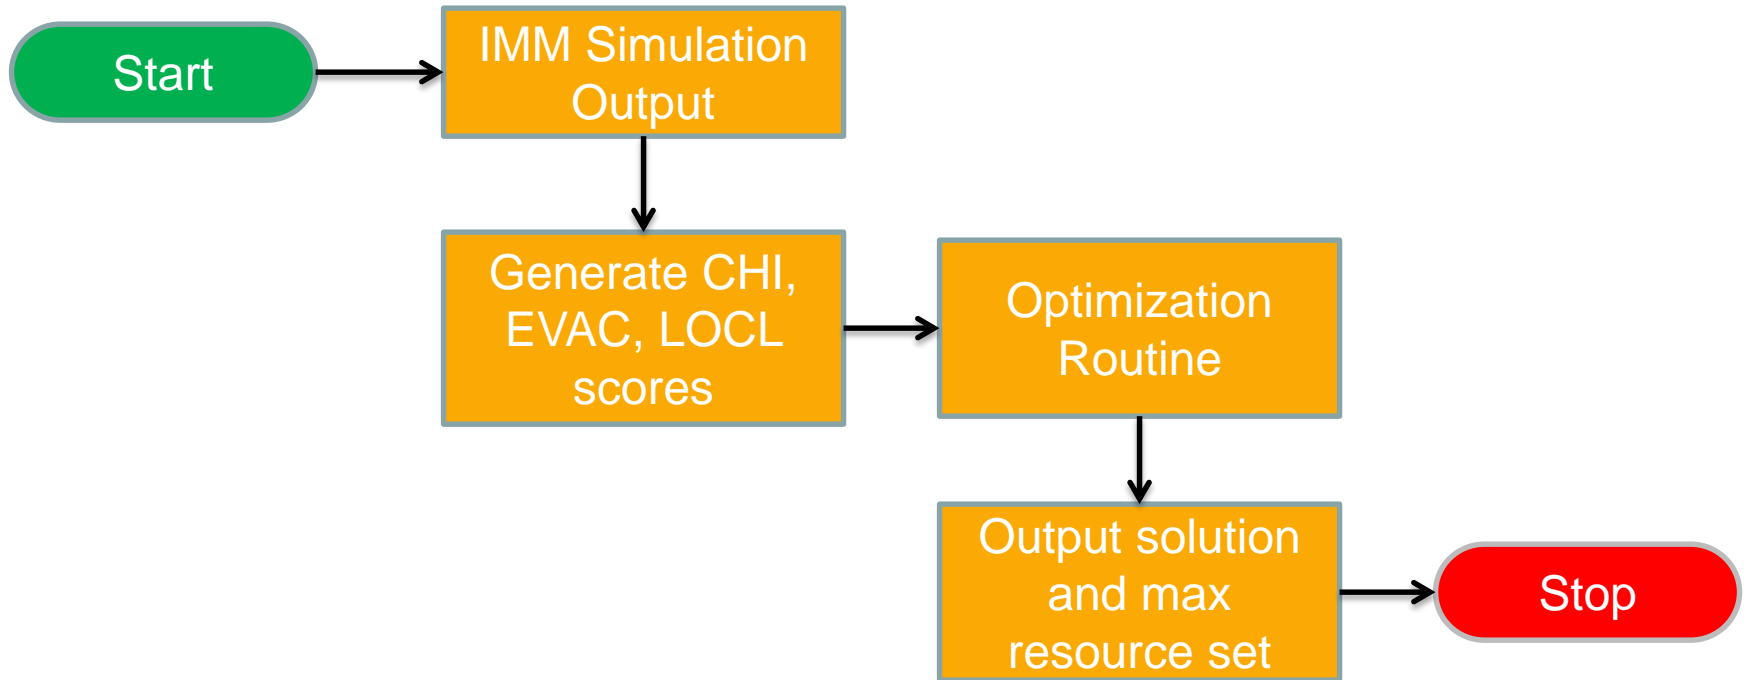 Start
IMM Simulation
Output
Generate CHI,
EVAC, LOCL
scores
Optimization
Routine
Output solution
and max
resource set
Stop